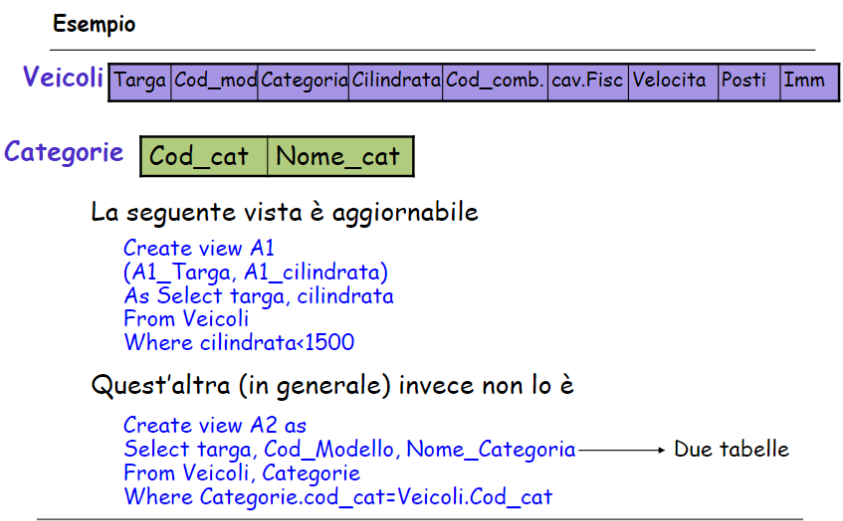 Esempio
Veicoli Targa Cod_mod Categoria Cilindrata Cod_comb. cav.Fisc Velocita Posti Imm
Categorie Cod_cat Nome_cat
La seguente vista è aggiornabile
Create view A1
(A1_Targa, A1_cilindrata)
As Select targa, cilindrata
From Veicoli
Where cilindrata<1500
Quest'altra (in generale) invece non lo è
Create view A2 as
Select targa, Cod_Modello, Nome_Categoria Due tabelle
From Veicoli, Categorie
Where Categorie.cod_cat=Veicoli.Cod_cat